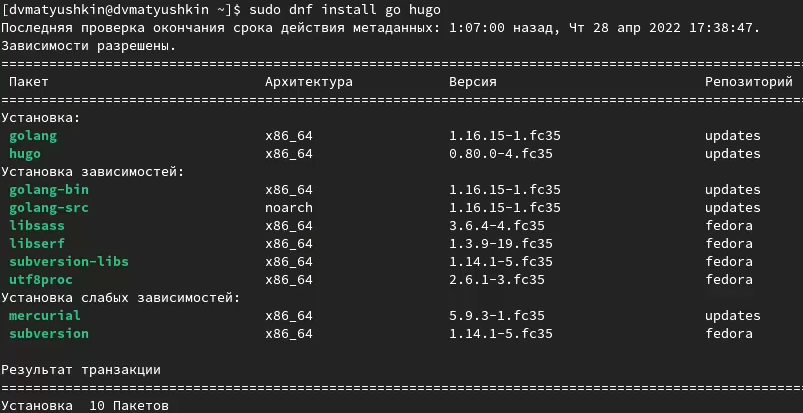 [dvmatyushkin@dvmatyushkin ~]$ sudo dnf install go hugo
Последняя проверка окончания срока действия метаданных: 1:07:00 назад, Чт 28 апр 2022 17:38:47.
Зависимости разрешены.
================================================================================
Пакет Архитектура Версия Репозиторий
================================================================================
Установка:
golang x86_64 1.16.15-1.fc35 updates
hugo x86_64 0.80.0-4.fc35 updates
Установка зависимостей:
golang-bin x86_64 1.16.15-1.fc35 updates
golang-src noarch 1.16.15-1.fc35 updates
libsass x86_64 3.6.4-4.fc35 fedora
libserf x86_64 1.3.9-19.fc35 fedora
subversion-libs x86_64 1.14.1-5.fc35 fedora
utf8proc x86_64 2.6.1-3.fc35 fedora
Установка слабых зависимостей:
mercurial x86_64 5.9.3-1.fc35 updates
subversion x86_64 1.14.1-5.fc35 fedora
Результат транзакции
================================================================================
Установка 10 Пакетов